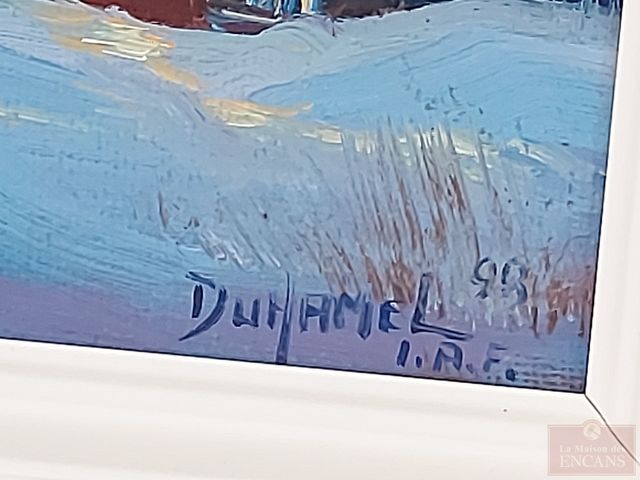 DUHAMEL 98
I.A.F.
La Maison des
ENCANS